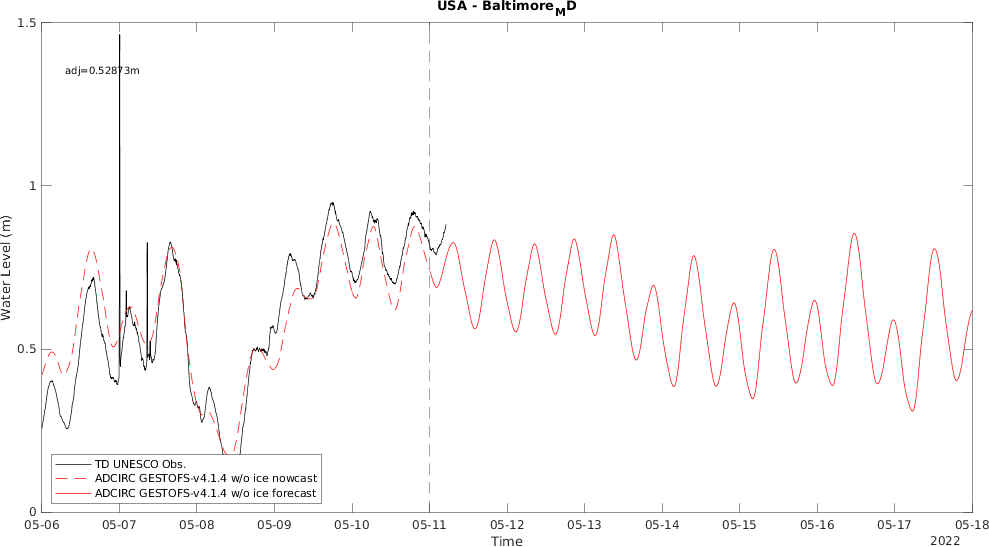 USA - BaltimoreMD
1.5
adj=0.52873m
1
Water Level (m)
0.5
TD UNESCO Obs.
ADCIRC GESTOFS-v4.1.4 w/o ice nowcast
ADCIRC GESTOFS-v4.1.4 w/o ice forecast
0
05-06 05-07 05-08 05-09 05-10 05-11 05-12 05-13 05-14 05-15 05-16 05-17 05-18
Time
2022